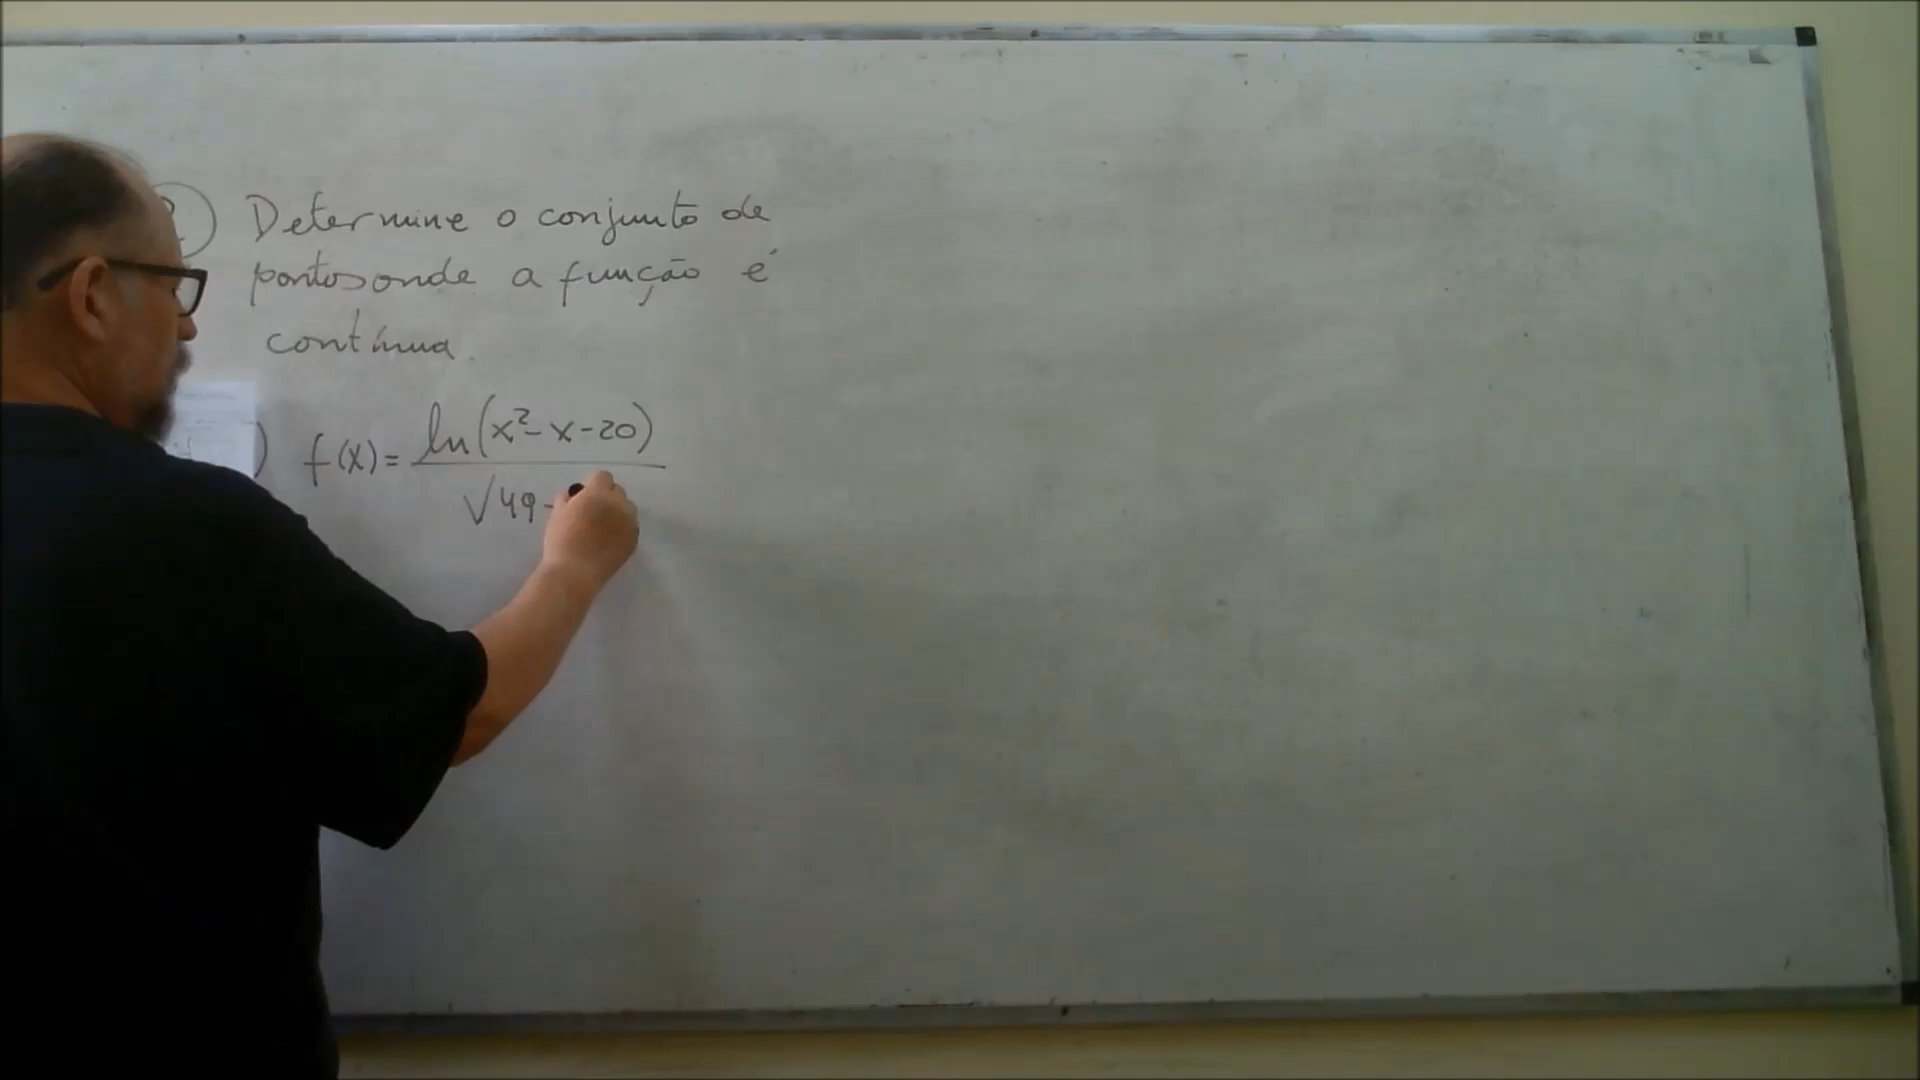 Determine o conjunto de
pontos onde a função é
contínua.
) f(x) = ln(x²-x-20)
√49-